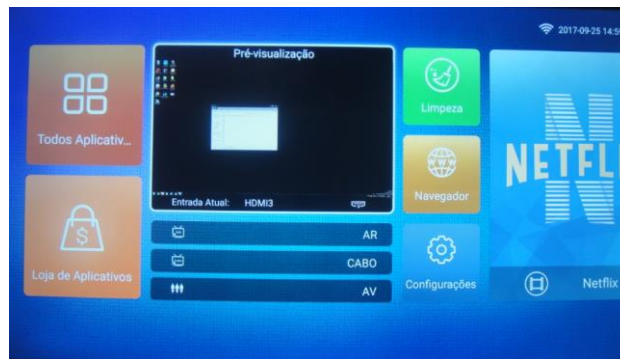 2017-09-25 14:5
Pré-visualização
Todos Aplicativ...
Limpeza
WWW
Navegador
NETFL
Entrada Atual: HDMI3
AR
CABO
AV
Loja de Aplicativos
Configurações
Netflix